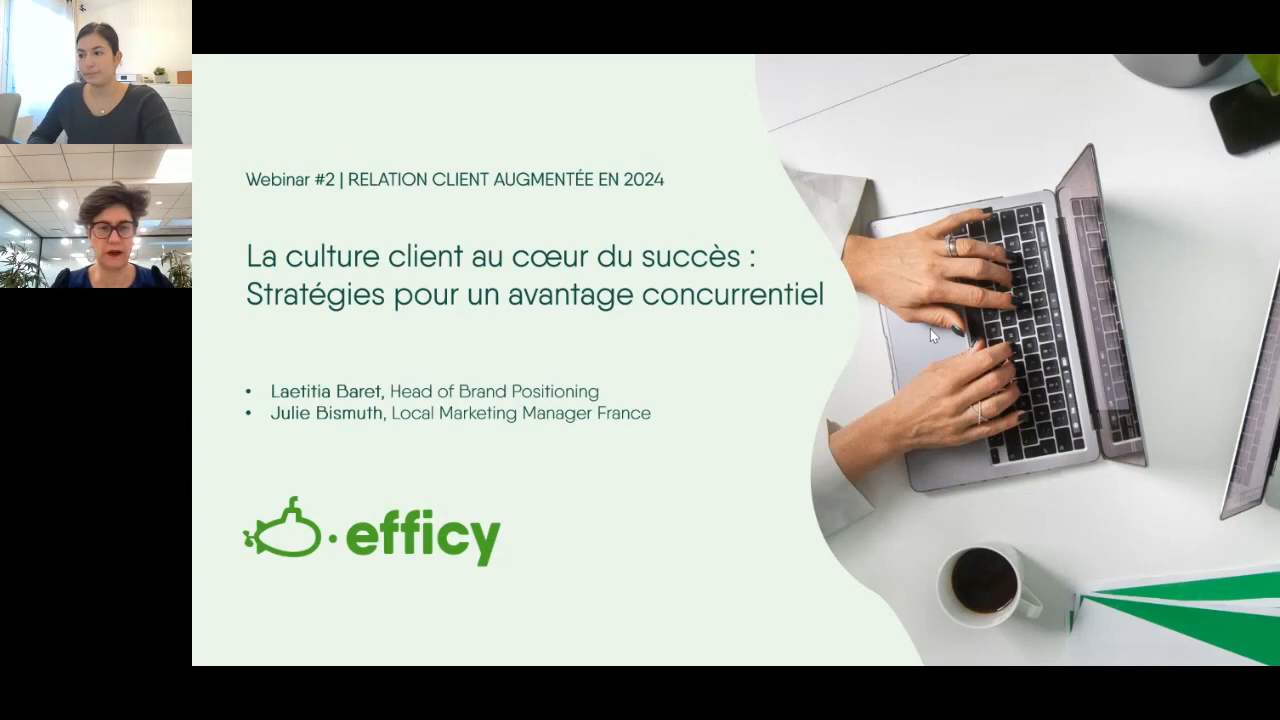 Webinar #2 | RELATION CLIENT AUGMENTÉE EN 2024
La culture client au cœur du succès :
Stratégies pour un avantage concurrentiel
• Laetitia Baret, Head of Brand Positioning
• Julie Bismuth, Local Marketing Manager France
efficy